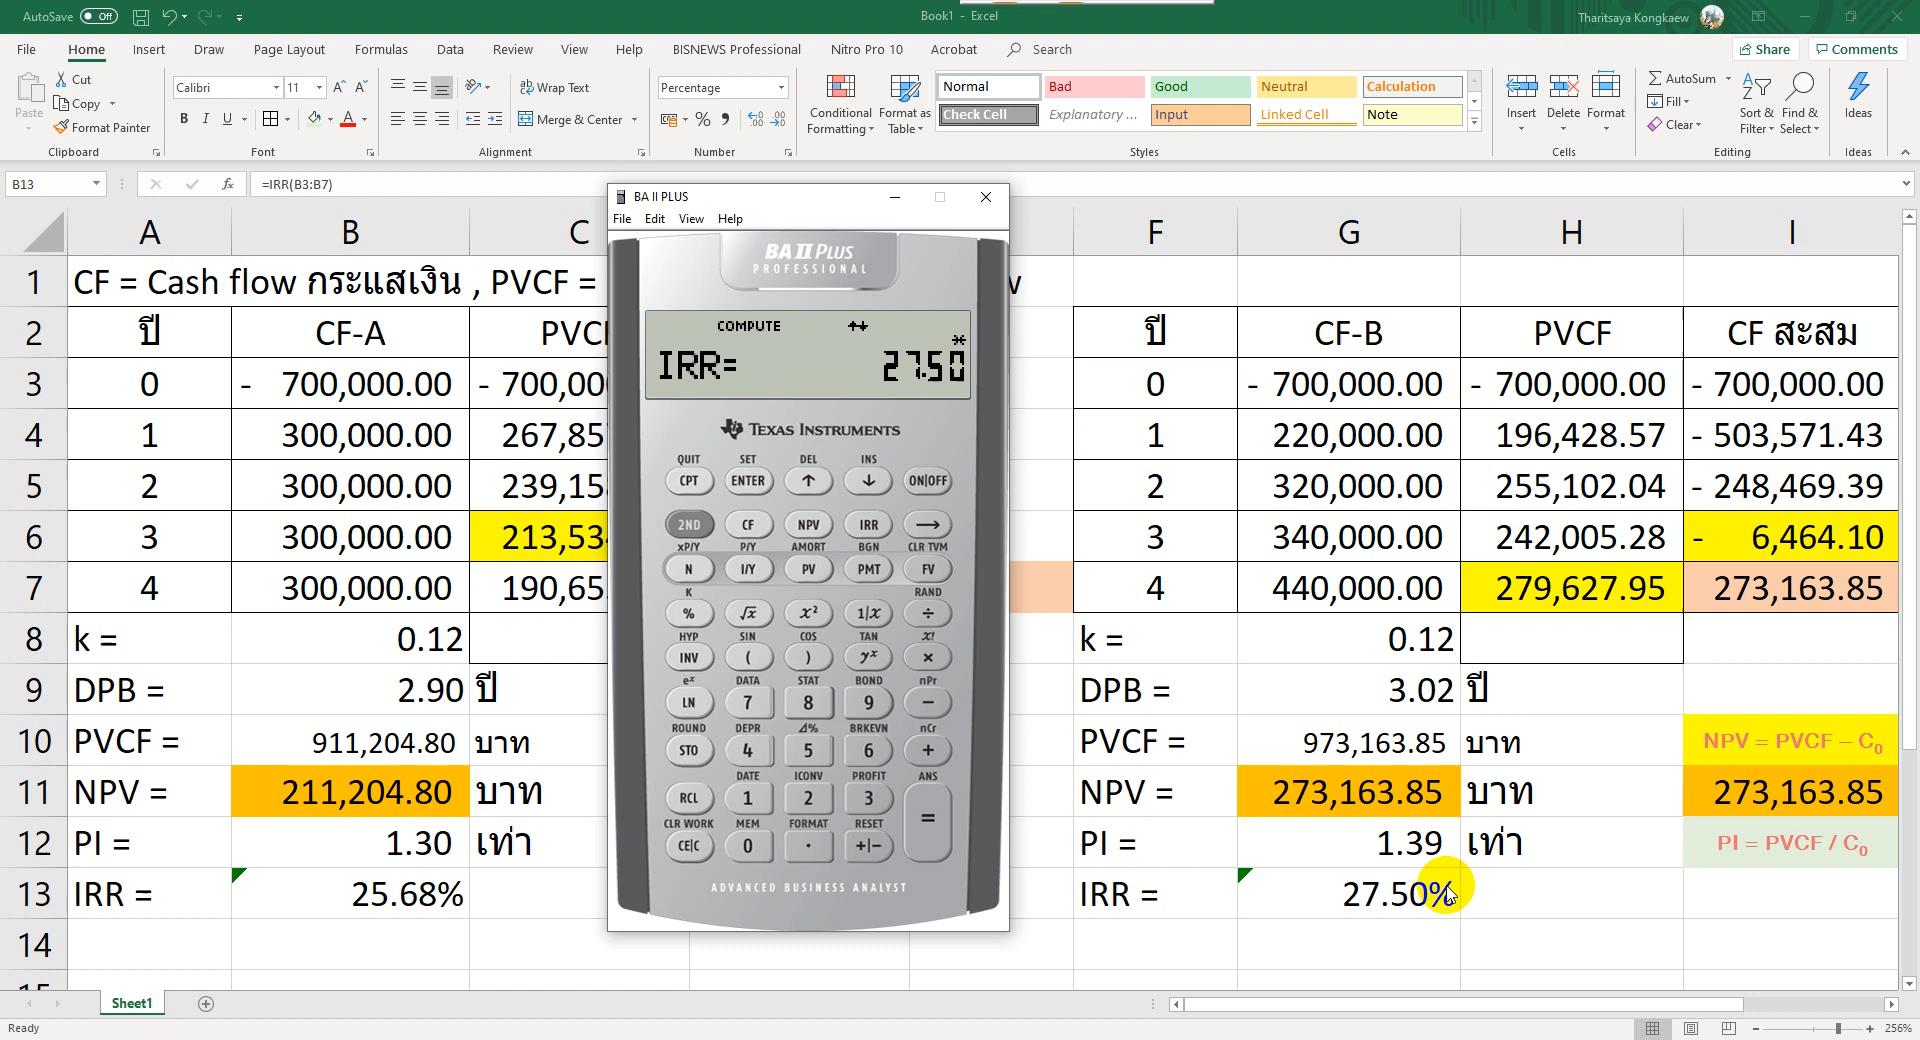 AutoSave Off
Book1 - Excel
Tharitsaya Kongkaew
File Home Insert Draw Page Layout Formulas Data Review View Help BISNEWS Professional Nitro Pro 10 Acrobat Search
Share Comments
Paste
Cut
Copy
Format Painter
Clipboard
Calibri 11
B I U
Font
Wrap Text
Merge & Center
Alignment
Percentage
Number
Conditional Formatting
Format as Table
Normal Bad Good Neutral Calculation
Check Cell Explanatory ... Input Linked Cell Note
Styles
Insert Delete Format
Cells
AutoSum
Fill
Clear
Sort & Filter
Find & Select
Editing
Ideas
Ideas
B13 fx =IRR(B3:B7)
A B C F G H I
1 CF = Cash flow กระแสเงิน , PVCF =
2 ปี CF-A ปี CF-B PVCF CF สะสม
3 0 - 700,000.00 0 - 700,000.00 - 700,000.00 - 700,000.00
4 1 300,000.00 1 220,000.00 196,428.57 - 503,571.43
5 2 300,000.00 2 320,000.00 255,102.04 - 248,469.39
6 3 300,000.00 3 340,000.00 242,005.28 - 6,464.10
7 4 300,000.00 4 440,000.00 279,627.95 273,163.85
8 k = 0.12 k = 0.12
9 DPB = 2.90 ปี DPB = 3.02 ปี
10 PVCF = 911,204.80 บาท PVCF = 973,163.85 บาท NPV = PVCF – C0
11 NPV = 211,204.80 บาท NPV = 273,163.85 บาท 273,163.85
12 PI = 1.30 เท่า PI = 1.39 เท่า PI = PVCF / C0
13 IRR = 25.68% IRR = 27.50%
14
BA II PLUS
File Edit View Help
BA II PLUS
PROFESSIONAL
COMPUTE
IRR= 27.50
TEXAS INSTRUMENTS
QUIT SET DEL INS
CPT ENTER ↑ ↓ ON|OFF
2ND CF NPV IRR →
xP/Y P/Y AMORT BGN CLR TVM
N I/Y PV PMT FV
K RAND
% √x x² 1/x ÷
HYP SIN COS TAN x!
INV ( ) yˣ ×
eˣ DATA STAT BOND nPr
LN 7 8 9 −
ROUND DEPR Δ% BRKEVN nCr
STO 4 5 6 +
DATE ICONV PROFIT ANS
RCL 1 2 3 =
CLR WORK MEM FORMAT RESET
CE|C 0 . +|−
ADVANCED BUSINESS ANALYST
Sheet1
Ready
256%